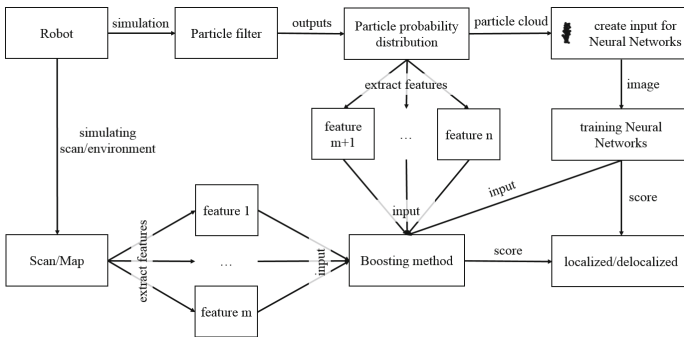 Robot
simulation
Particle filter
outputs
Particle probability
distribution
particle cloud
create input for
Neural Networks
extract features
image
feature
m+1
...
feature n
training Neural
Networks
simulating
scan/environment
input
input
score
Scan/Map
extract features
feature 1
...
feature m
input
Boosting method
score
localized/delocalized